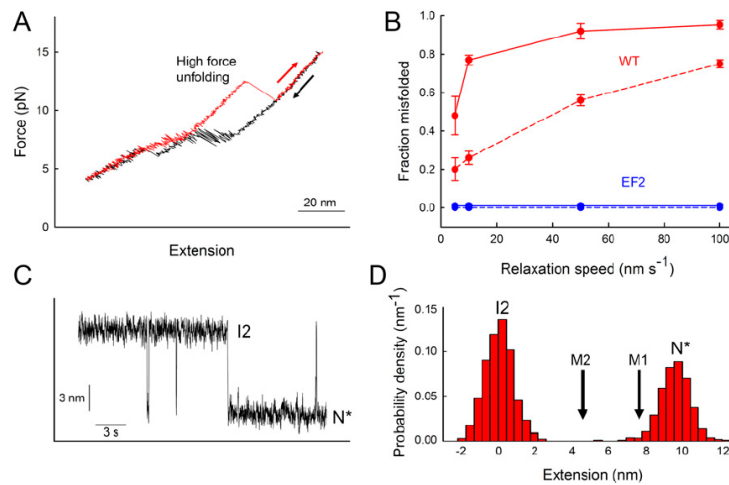 A
High force
unfolding
Force (pN)
15
10
5
0
20 nm
Extension
B
Fraction misfolded
1.0
0.8
0.6
0.4
0.2
0.0
WT
EF2
0 20 40 60 80 100
Relaxation speed (nm s⁻¹)
C
I2
N*
3 nm
3 s
D
Probability density (nm⁻¹)
0.15
0.10
0.05
0.00
I2
M2
M1
N*
-2 0 2 4 6 8 10 12
Extension (nm)